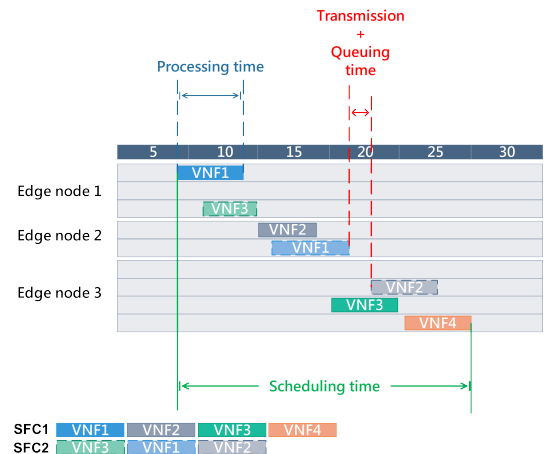 Transmission
+
Queuing
time
Processing time
5 10 15 20 25 30
VNF1
Edge node 1
VNF3
VNF2
Edge node 2
VNF1
VNF2
Edge node 3
VNF3
VNF4
Scheduling time
SFC1 VNF1 VNF2 VNF3 VNF4
SFC2 VNF3 VNF1 VNF2